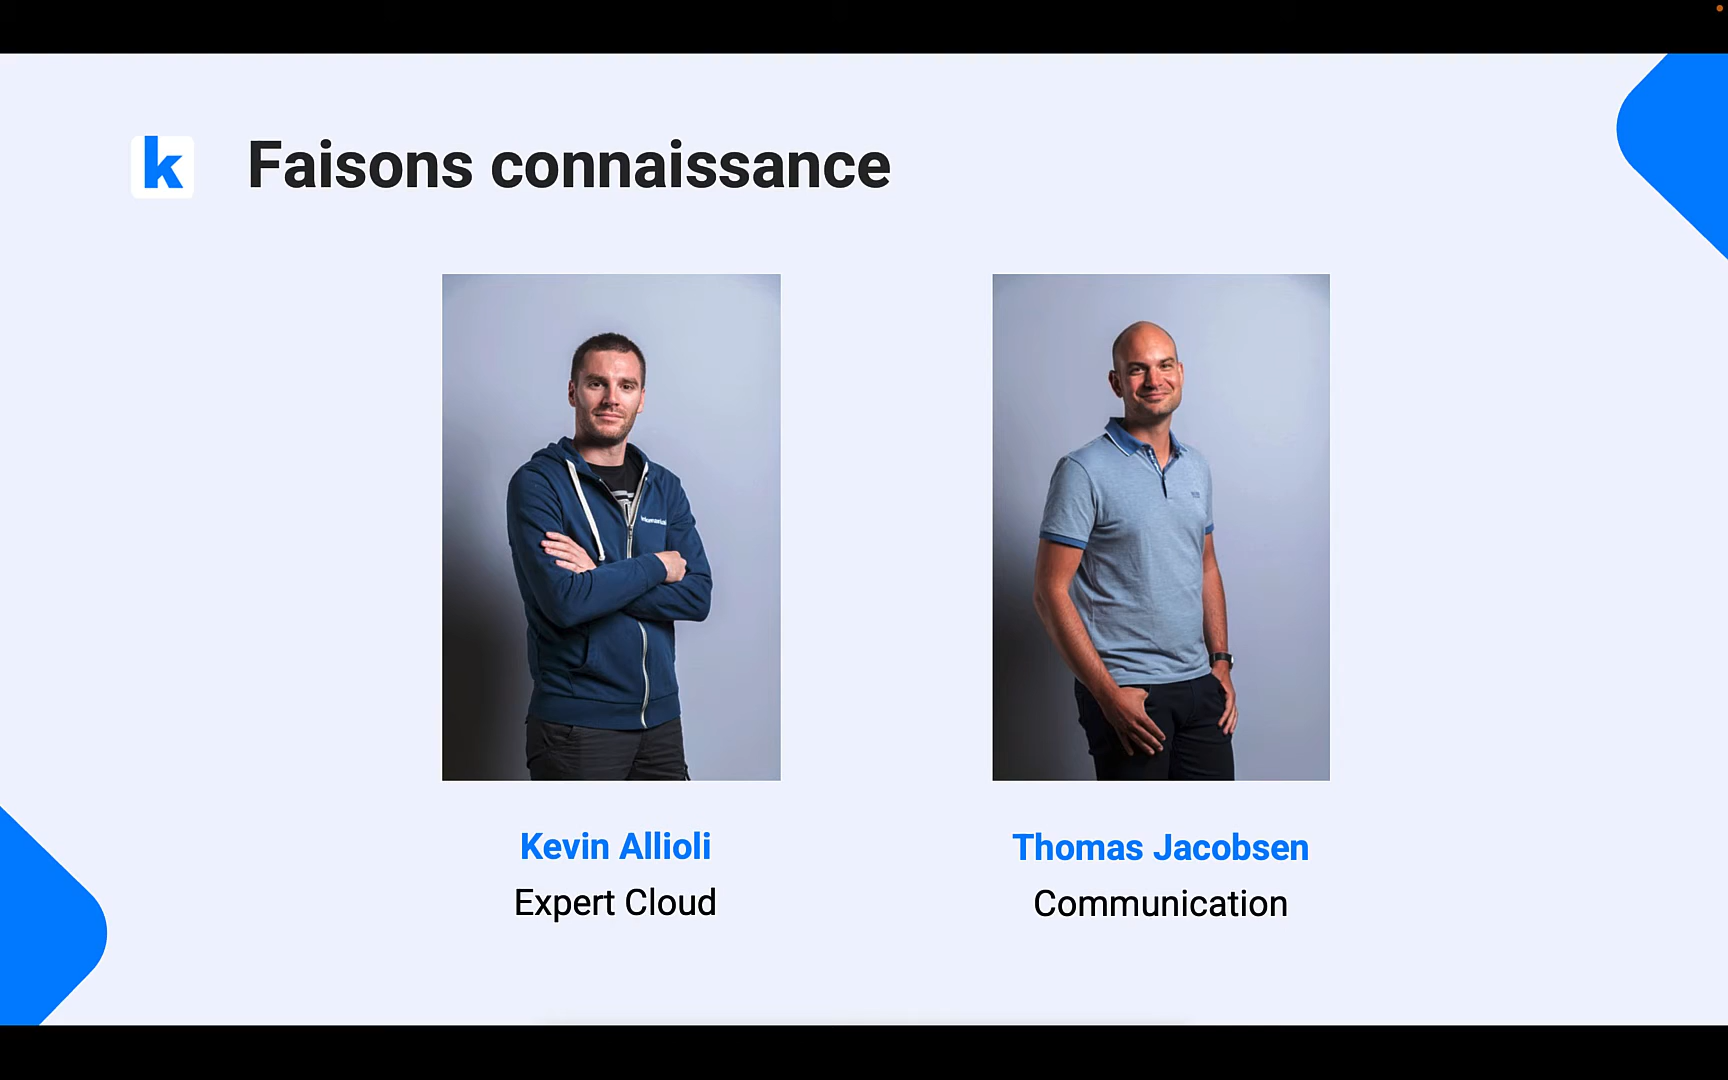 k
Faisons connaissance
Kevin Allioli
Expert Cloud
Thomas Jacobsen
Communication